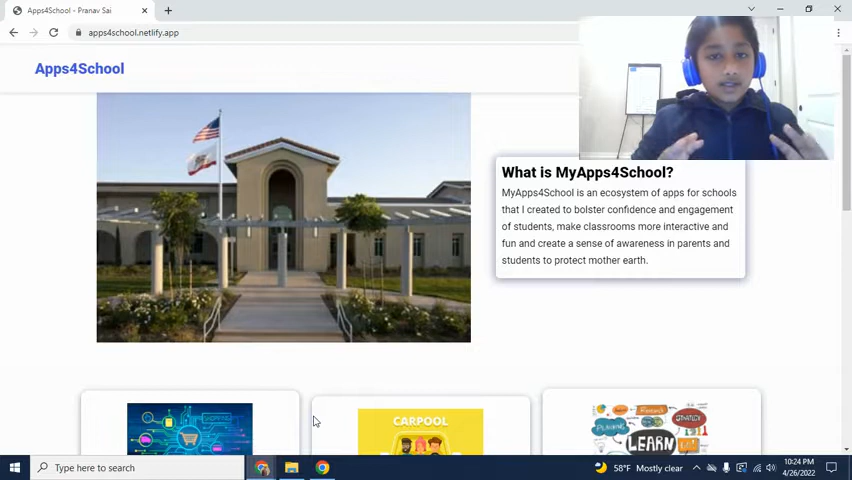 Apps4School - Pranav Sai
apps4school.netlify.app
Apps4School
What is MyApps4School?
MyApps4School is an ecosystem of apps for schools
that I created to bolster confidence and engagement
of students, make classrooms more interactive and
fun and create a sense of awareness in parents and
students to protect mother earth.
CARPOOL
Research
STRATEGY
PLANNING
LEARN
Type here to search
58°F Mostly clear
10:24 PM
4/26/2022